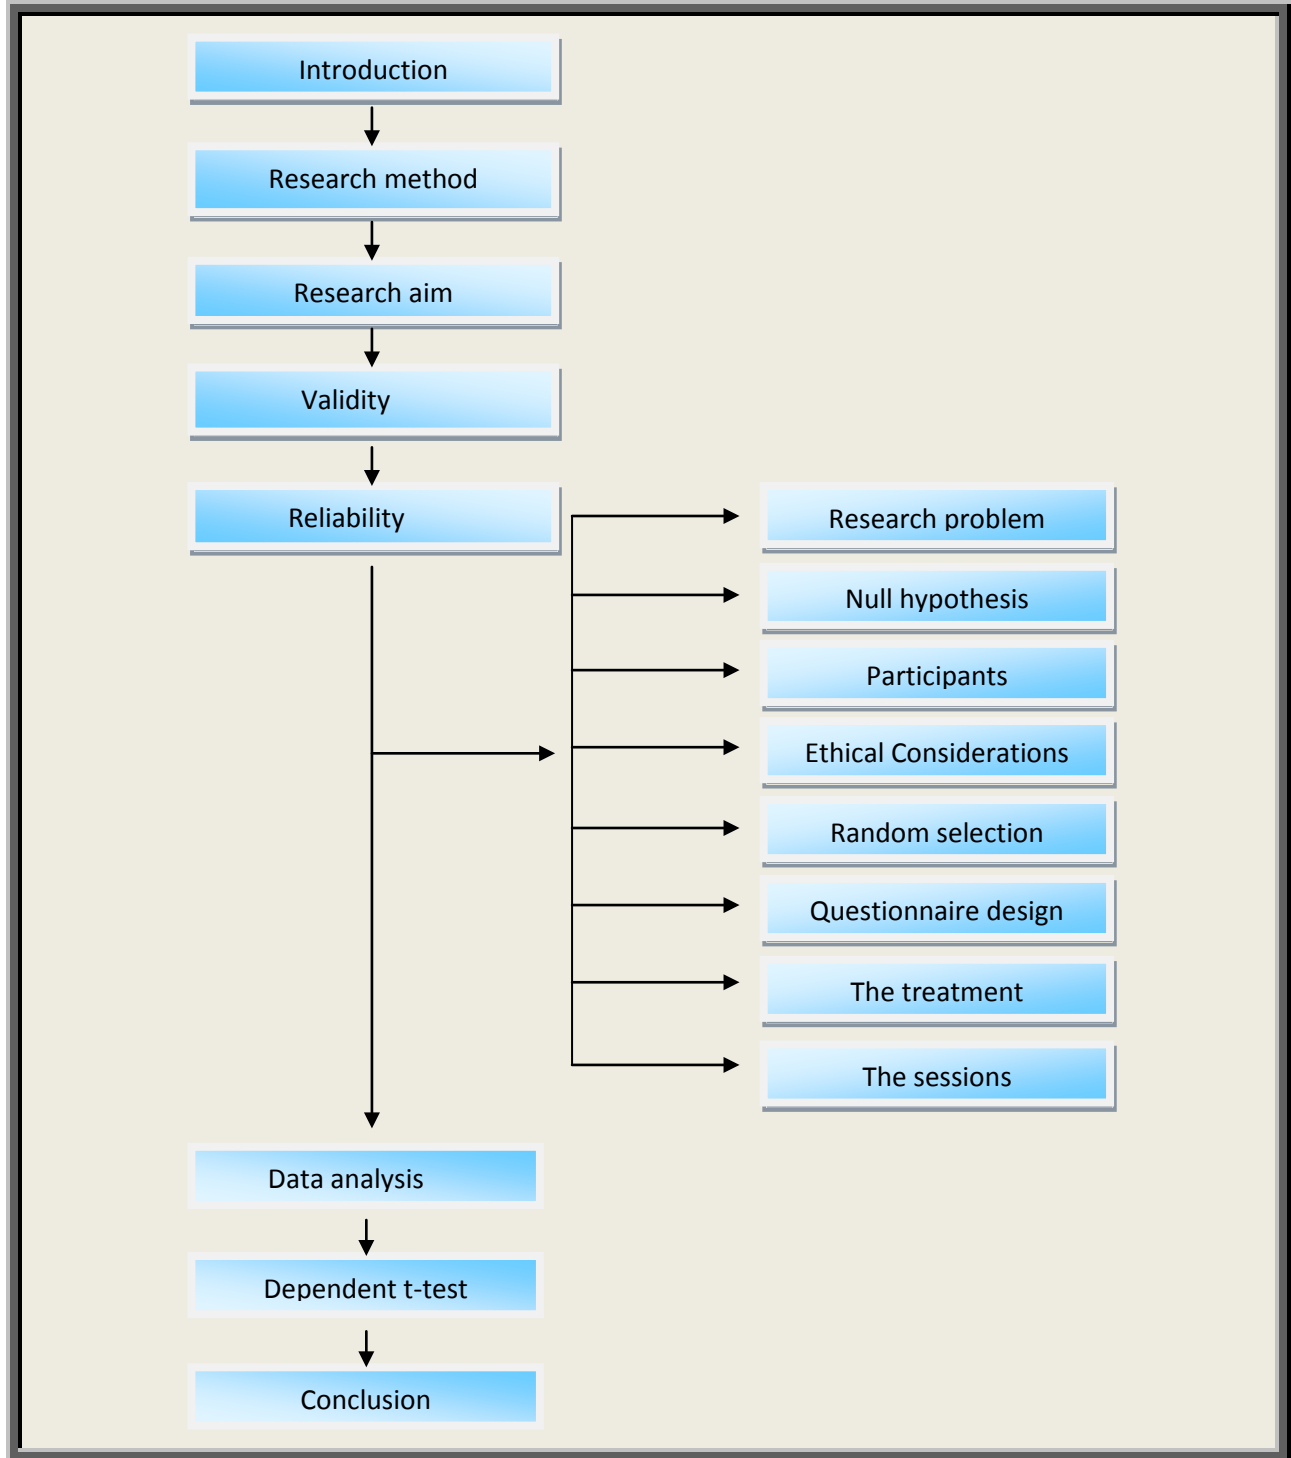 Introduction
Research method
Research aim
Validity
Reliability
Research problem
Null hypothesis
Participants
Ethical Considerations
Random selection
Questionnaire design
The treatment
The sessions
Data analysis
Dependent t-test
Conclusion